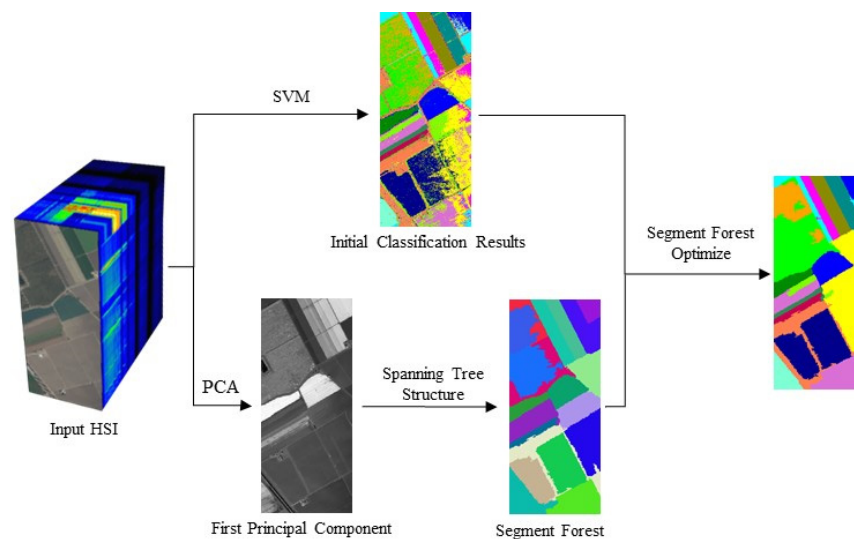 SVM
Initial Classification Results
Segment Forest
Optimize
Input HSI
PCA
Spanning Tree
Structure
First Principal Component
Segment Forest